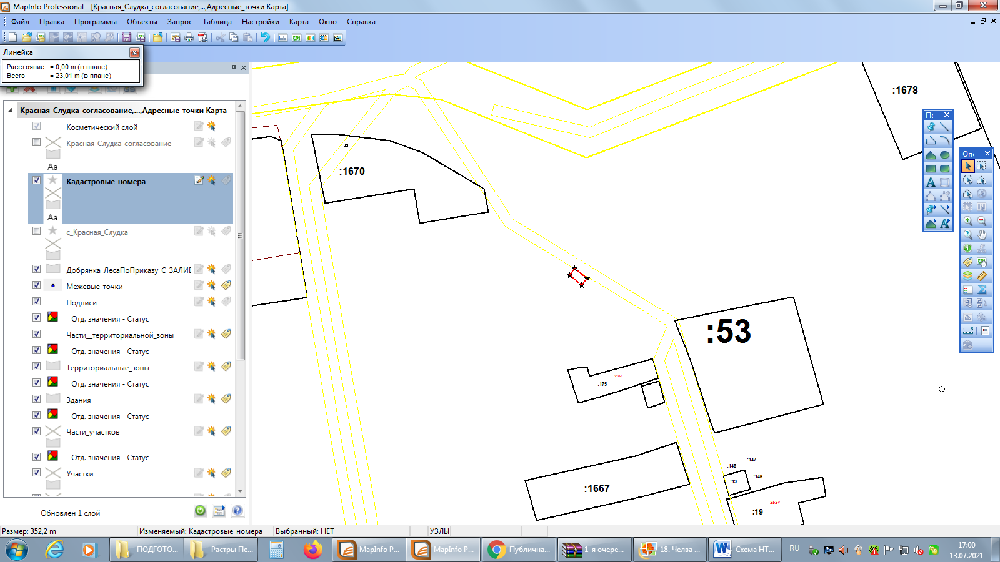 MapInfo Professional - [Красная_Слудка_согласование,...,Адресные_точки Карта]
Файл Правка Программы Объекты Запрос Таблица Настройки Карта Окно Справка
Линейка
Расстояние = 0,00 m (в плане)
Всего = 23,01 m (в плане)
Красная_Слудка_согласование,...,Адресные_точки Карта
Косметический слой
Красная_Слудка_согласование
Aa
Кадастровые_номера
Aa
с_Красная_Слудка
Добрянка_ЛесаПоПриказу_С_ЗАЛИВ
Межевые_точки
Подписи
Отд. значения - Статус
Части__территориальной_зоны
Отд. значения - Статус
Территориальные_зоны
Отд. значения - Статус
Здания
Отд. значения - Статус
Части_участков
Отд. значения - Статус
Участки
Обновлён 1 слой
:1678
:1670
:53
:175
3104
:1667
:147
:148
:146
:19
3534
:19
Пе
Опе
Размер: 352,2 m Изменяемый: Кадастровые_номера Выбранный: НЕТ УЗЛЫ
ПОДГОТО... Растры Пе... MapInfo P... MapInfo P... Публична... 1-я очере... 18. Челва ... Схема НТ... RU
17:00
13.07.2021